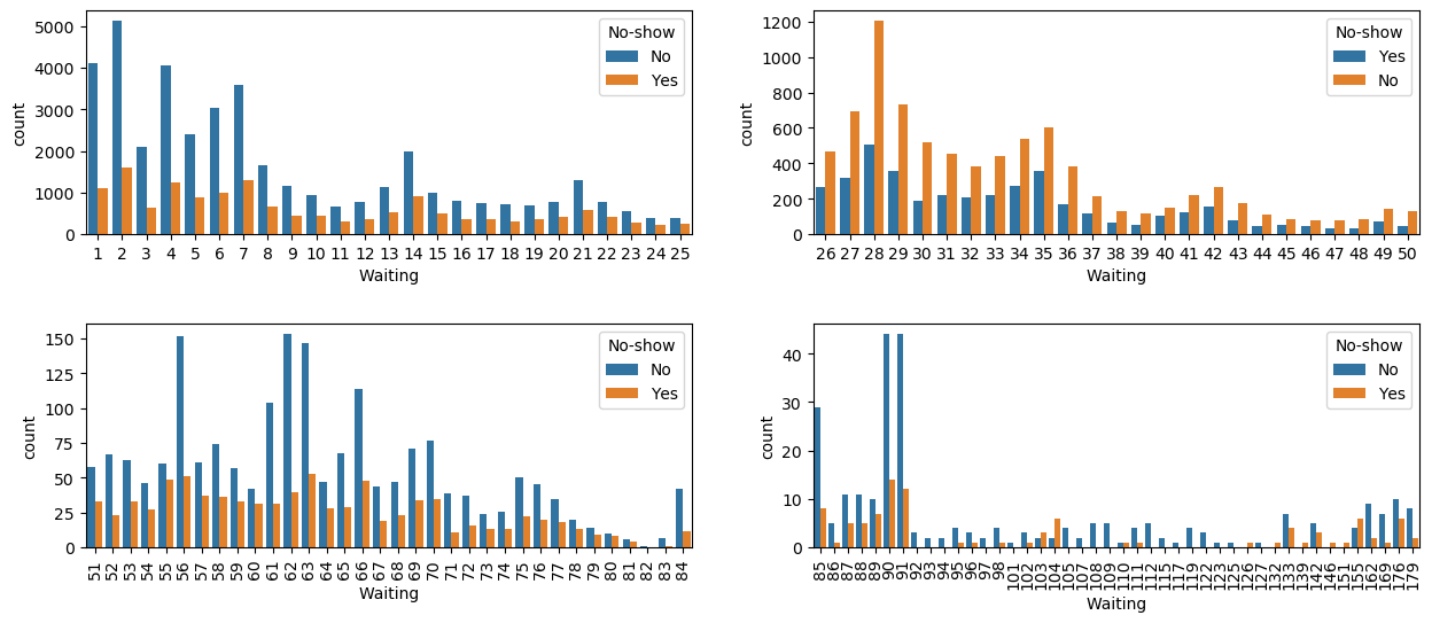 No-show
No
Yes
5000
4000
3000
2000
1000
0
count
1 2 3 4 5 6 7 8 9 10 11 12 13 14 15 16 17 18 19 20 21 22 23 24 25
Waiting
No-show
Yes
No
1200
1000
800
600
400
200
0
count
26 27 28 29 30 31 32 33 34 35 36 37 38 39 40 41 42 43 44 45 46 47 48 49 50
Waiting
No-show
No
Yes
150
125
100
75
50
25
0
count
51 52 53 54 55 56 57 58 59 60 61 62 63 64 65 66 67 68 69 70 71 72 73 74 75 76 77 78 79 80 81 82 83 84
Waiting
No-show
No
Yes
40
30
20
10
0
count
85 86 87 88 89 90 91 92 93 94 95 96 97 98 101 102 103 104 105 107 108 109 110 111 112 115 117 119 122 123 125 126 127 132 133 139 142 146 151 155 162 169 176 179
Waiting